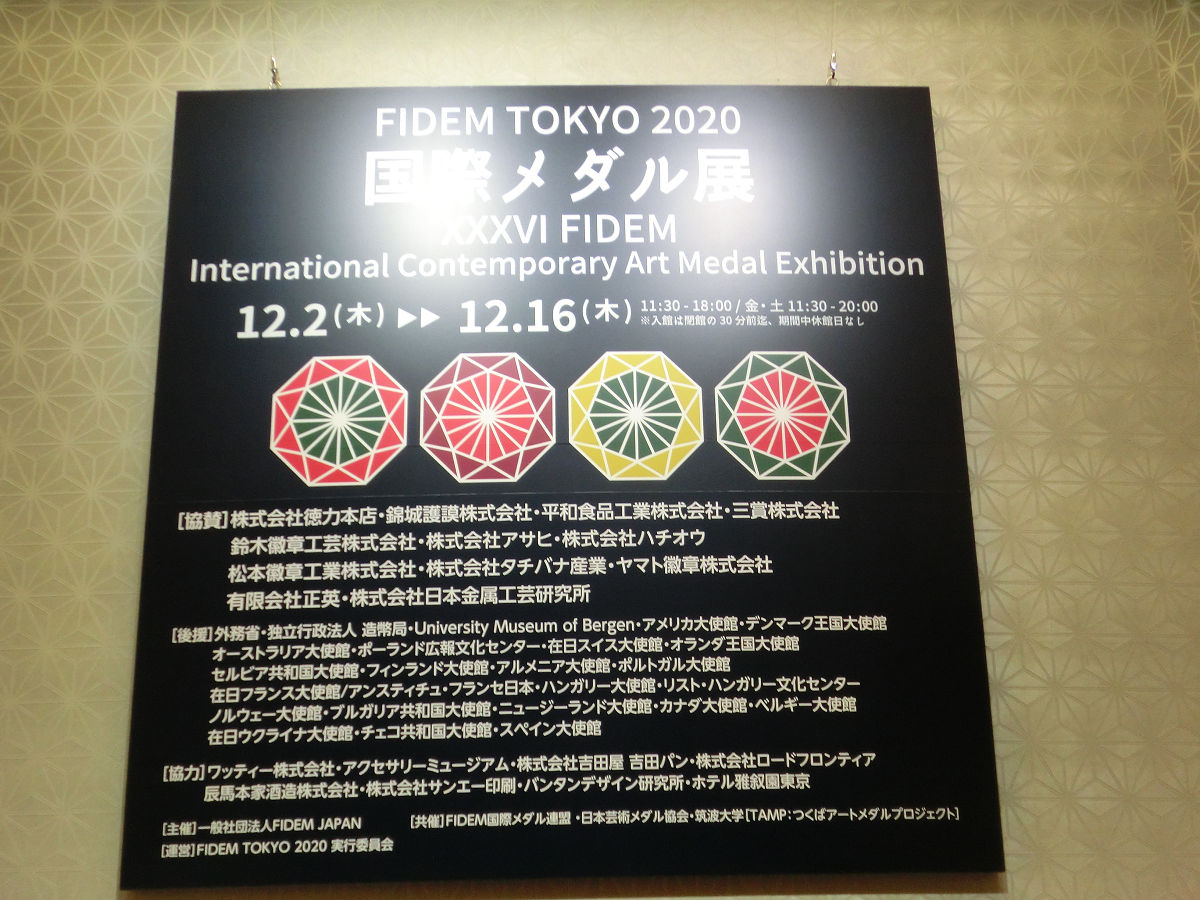 FIDEM TOKYO 2020
国際メダル展
XXXVI FIDEM
International Contemporary Art Medal Exhibition
12.2(木)▶▶ 12.16(木) 11:30 - 18:00 / 金・土 11:30 - 20:00
※入館は閉館の 30 分前迄、期間中休館日なし
[協賛]株式会社徳力本店・錦城護謨株式会社・平和食品工業株式会社・三賞株式会社
鈴木徽章工芸株式会社・株式会社アサヒ・株式会社ハチオウ
松本徽章工業株式会社・株式会社タチバナ産業・ヤマト徽章株式会社
有限会社正英・株式会社日本金属工芸研究所
[後援]外務省・独立行政法人 造幣局・University Museum of Bergen・アメリカ大使館・デンマーク王国大使館
オーストラリア大使館・ポーランド広報文化センター・在日スイス大使館・オランダ王国大使館
セルビア共和国大使館・フィンランド大使館・アルメニア大使館・ポルトガル大使館
在日フランス大使館/アンスティチュ・フランセ日本・ハンガリー大使館・リスト・ハンガリー文化センター
ノルウェー大使館・ブルガリア共和国大使館・ニュージーランド大使館・カナダ大使館・ベルギー大使館
在日ウクライナ大使館・チェコ共和国大使館・スペイン大使館
[協力]ワッティー株式会社・アクセサリーミュージアム・株式会社吉田屋 吉田パン・株式会社ロードフロンティア
辰馬本家酒造株式会社・株式会社サンエー印刷・バンタンデザイン研究所・ホテル雅叙園東京
[主催]一般社団法人FIDEM JAPAN [共催]FIDEM国際メダル連盟・日本芸術メダル協会・筑波大学[TAMP:つくばアートメダルプロジェクト]
[運営]FIDEM TOKYO 2020 実行委員会